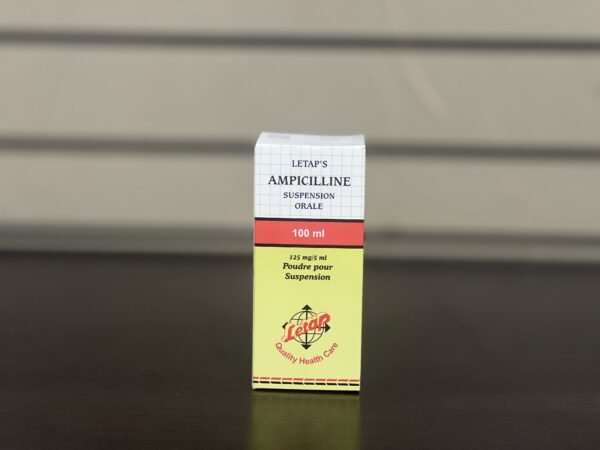 LETAP'S
AMPICILLINE
SUSPENSION
ORALE
100 ml
125 mg/5 ml
Poudre pour
Suspension
Letap
Quality Health Care